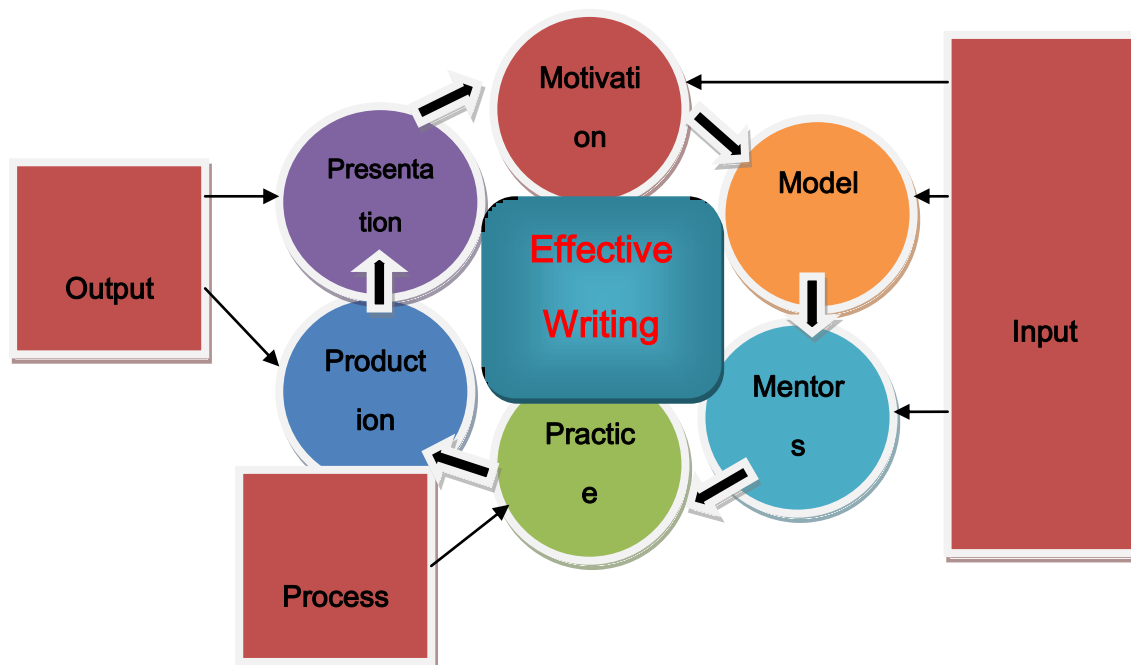 Motivati
on
Presenta
tion
Model
Effective
Writing
Output
Input
Product
ion
Mentor
s
Practic
e
Process